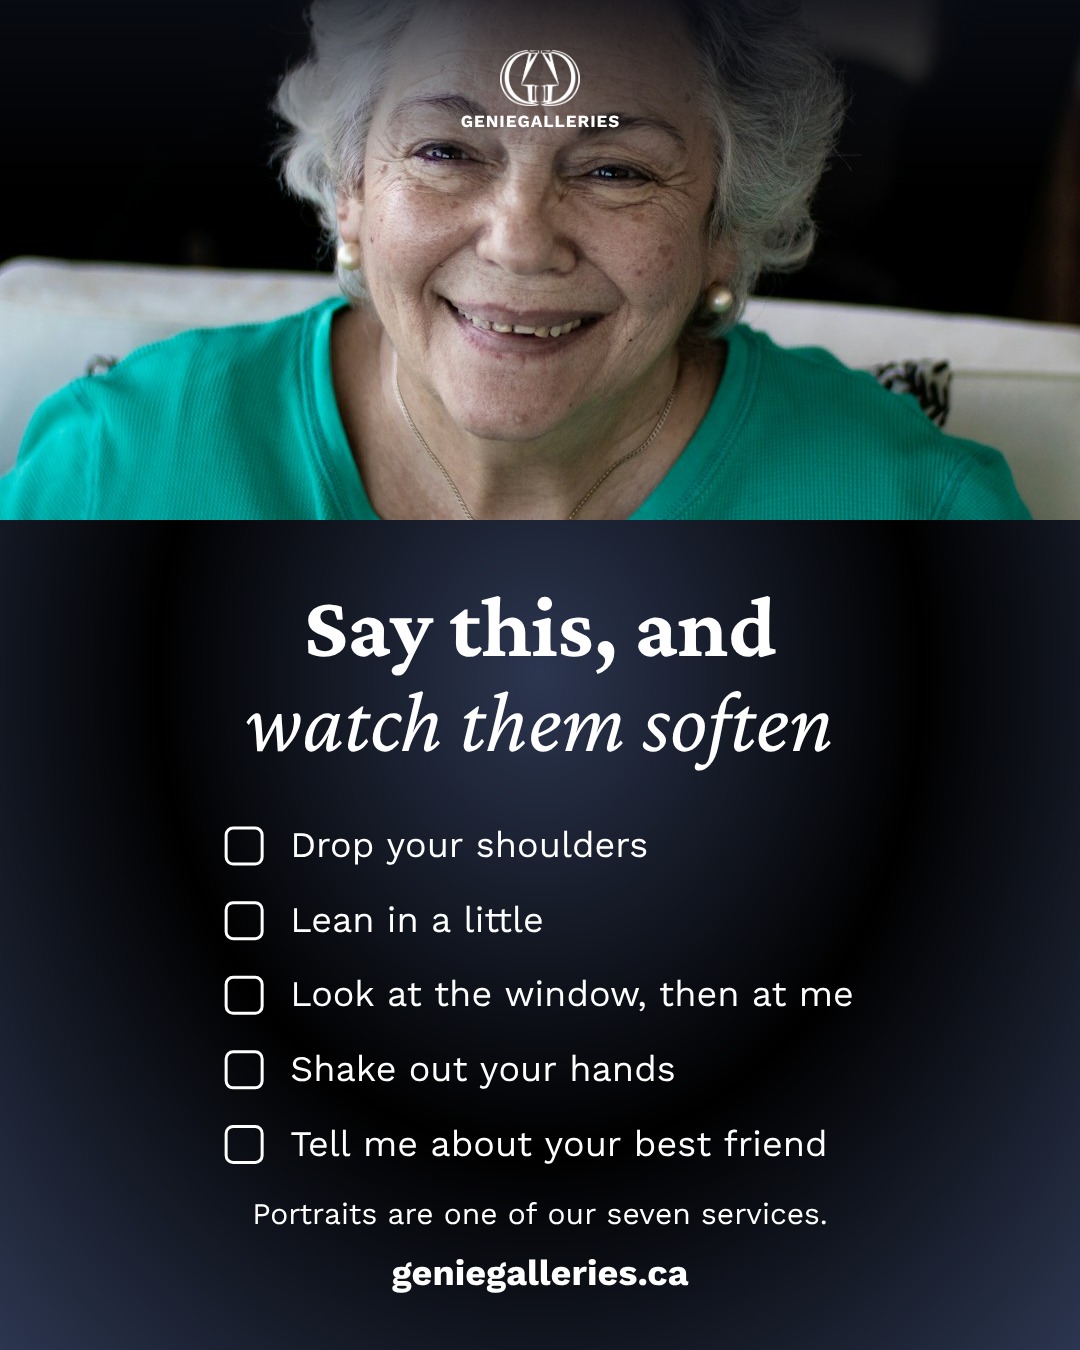 GENIEGALLERIES
Say this, and
watch them soften
Drop your shoulders
Lean in a little
Look at the window, then at me
Shake out your hands
Tell me about your best friend
Portraits are one of our seven services.
geniegalleries.ca